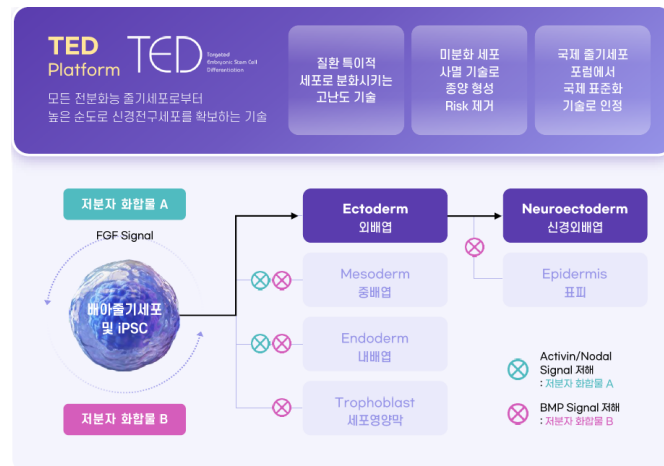 TED
Platform
TED
Targeted
Embryonic Stem Cell
Differentiation
모든 전분화능 줄기세포로부터
높은 순도로 신경전구세포를 확보하는 기술
질환 특이적
세포로 분화시키는
고난도 기술
미분화 세포
사멸 기술로
종양 형성
Risk 제거
국제 줄기세포
포럼에서
국제 표준화
기술로 인정
저분자 화합물 A
FGF Signal
배아줄기세포
및 iPSC
저분자 화합물 B
Ectoderm
외배엽
Mesoderm
중배엽
Endoderm
내배엽
Trophoblast
세포영양막
Neuroectoderm
신경외배엽
Epidermis
표피
Activin/Nodal
Signal 저해
: 저분자 화합물 A
BMP Signal 저해
: 저분자 화합물 B